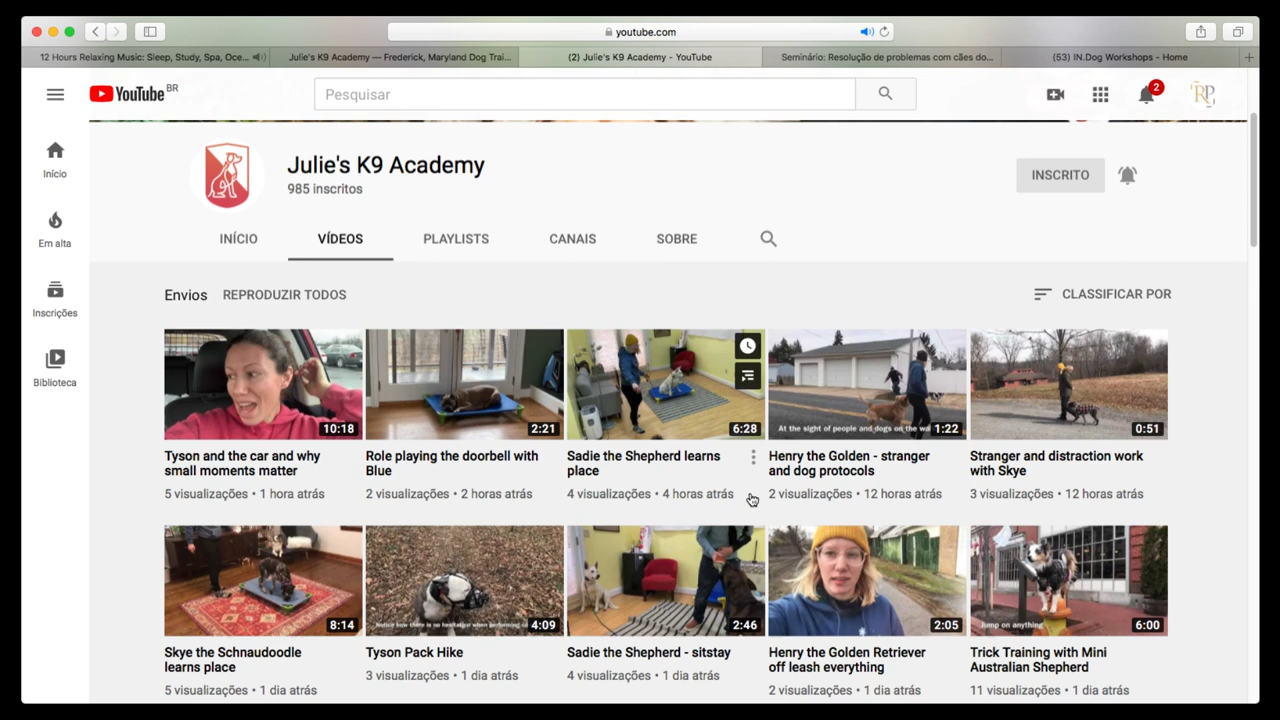 youtube.com
12 Hours Relaxing Music: Sleep, Study, Spa, Oce...
Julie's K9 Academy — Frederick, Maryland Dog Trai...
(2) Julie's K9 Academy - YouTube
Seminário: Resolução de problemas com cães do...
(53) IN.Dog Workshops - Home
YouTube BR
Pesquisar
2
RP
Início
Em alta
Inscrições
Biblioteca
Julie's K9 Academy
985 inscritos
INSCRITO
INÍCIO
VÍDEOS
PLAYLISTS
CANAIS
SOBRE
Envios
REPRODUZIR TODOS
CLASSIFICAR POR
10:18
Tyson and the car and why
small moments matter
5 visualizações • 1 hora atrás
2:21
Role playing the doorbell with
Blue
2 visualizações • 2 horas atrás
6:28
Sadie the Shepherd learns
place
4 visualizações • 4 horas atrás
At the sight of people and dogs on the wa
1:22
Henry the Golden - stranger
and dog protocols
2 visualizações • 12 horas atrás
0:51
Stranger and distraction work
with Skye
3 visualizações • 12 horas atrás
8:14
Skye the Schnaudoodle
learns place
5 visualizações • 1 dia atrás
Notice how there is no hesitation when performing
4:09
Tyson Pack Hike
3 visualizações • 1 dia atrás
2:46
Sadie the Shepherd - sitstay
4 visualizações • 1 dia atrás
2:05
Henry the Golden Retriever
off leash everything
2 visualizações • 1 dia atrás
Jump on anything
6:00
Trick Training with Mini
Australian Shepherd
11 visualizações • 1 dia atrás